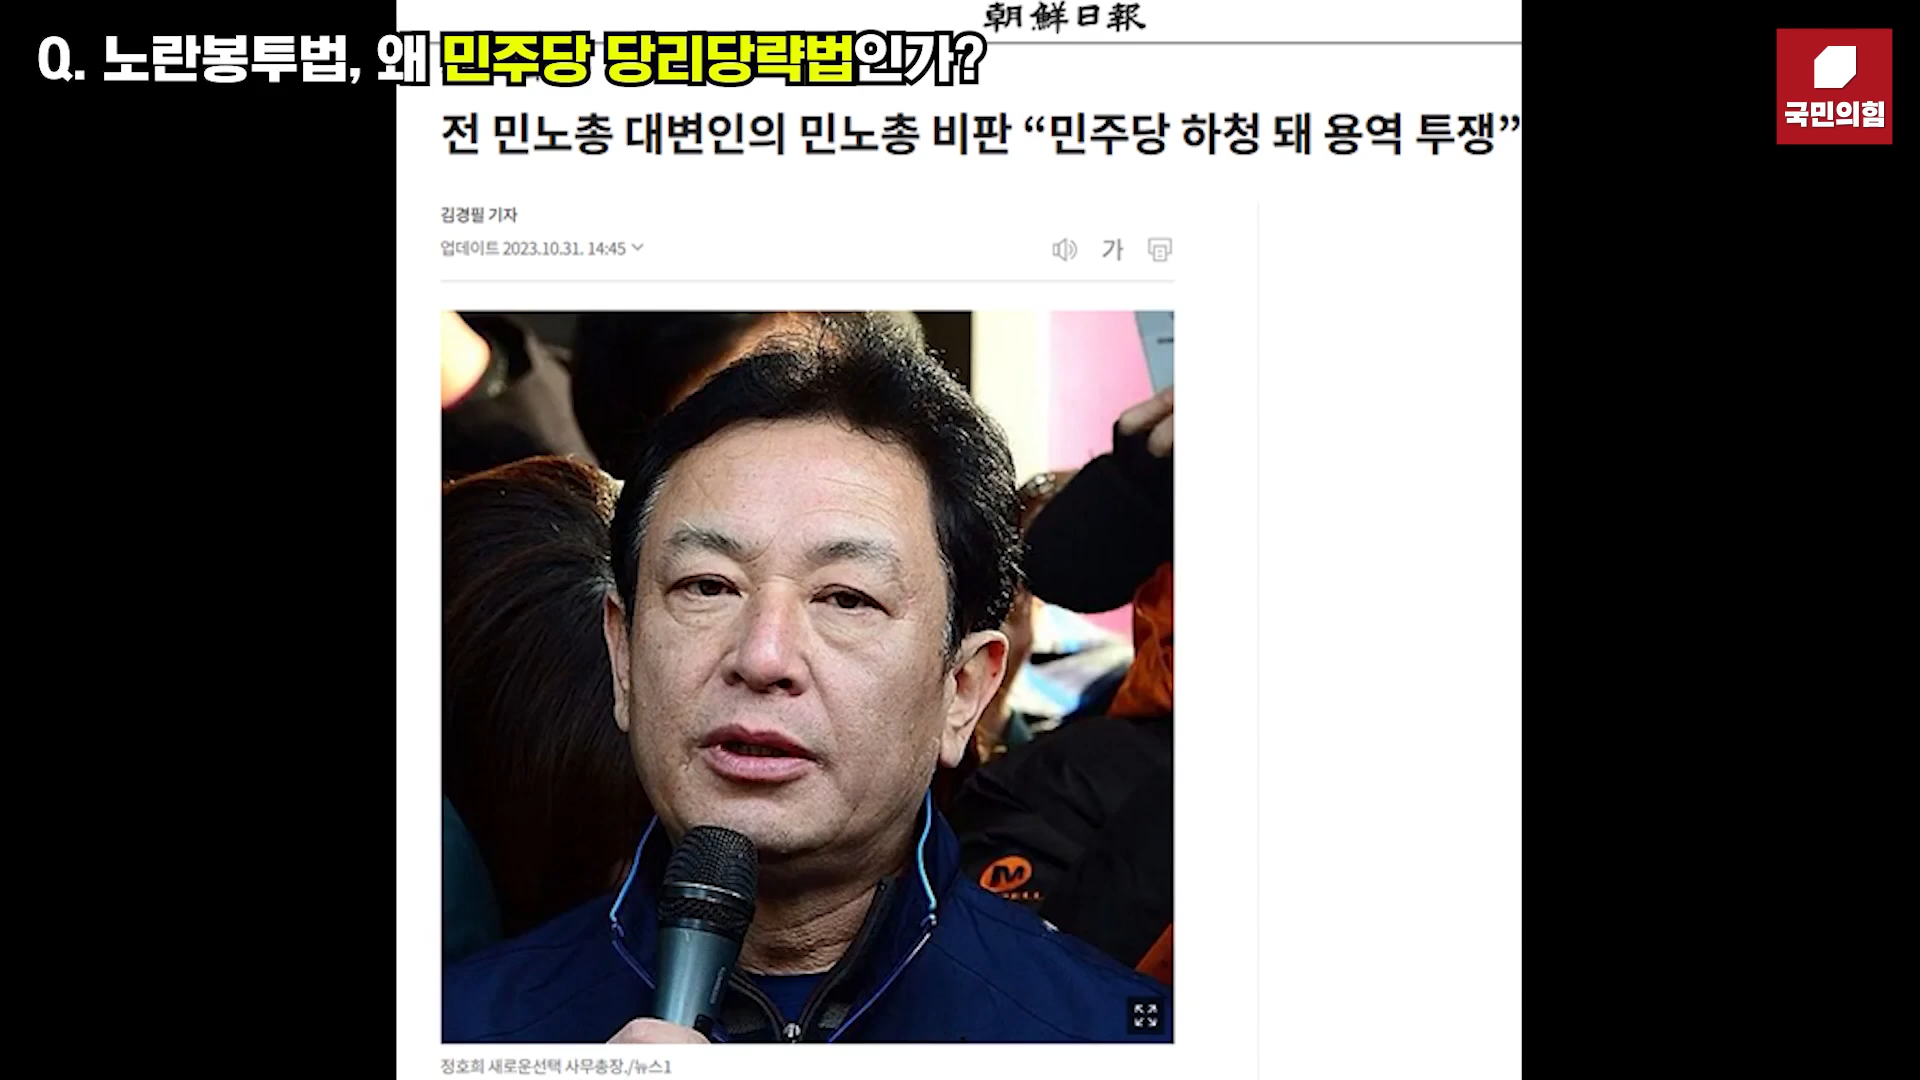 朝鮮日報
Q. 노란봉투법, 왜 민주당 당리당략법인가?
국민의힘
전 민노총 대변인의 민노총 비판 “민주당 하청 돼 용역 투쟁”
김경필 기자
업데이트 2023.10.31. 14:45
가
M
정호희 새로운선택 사무총장./뉴스1